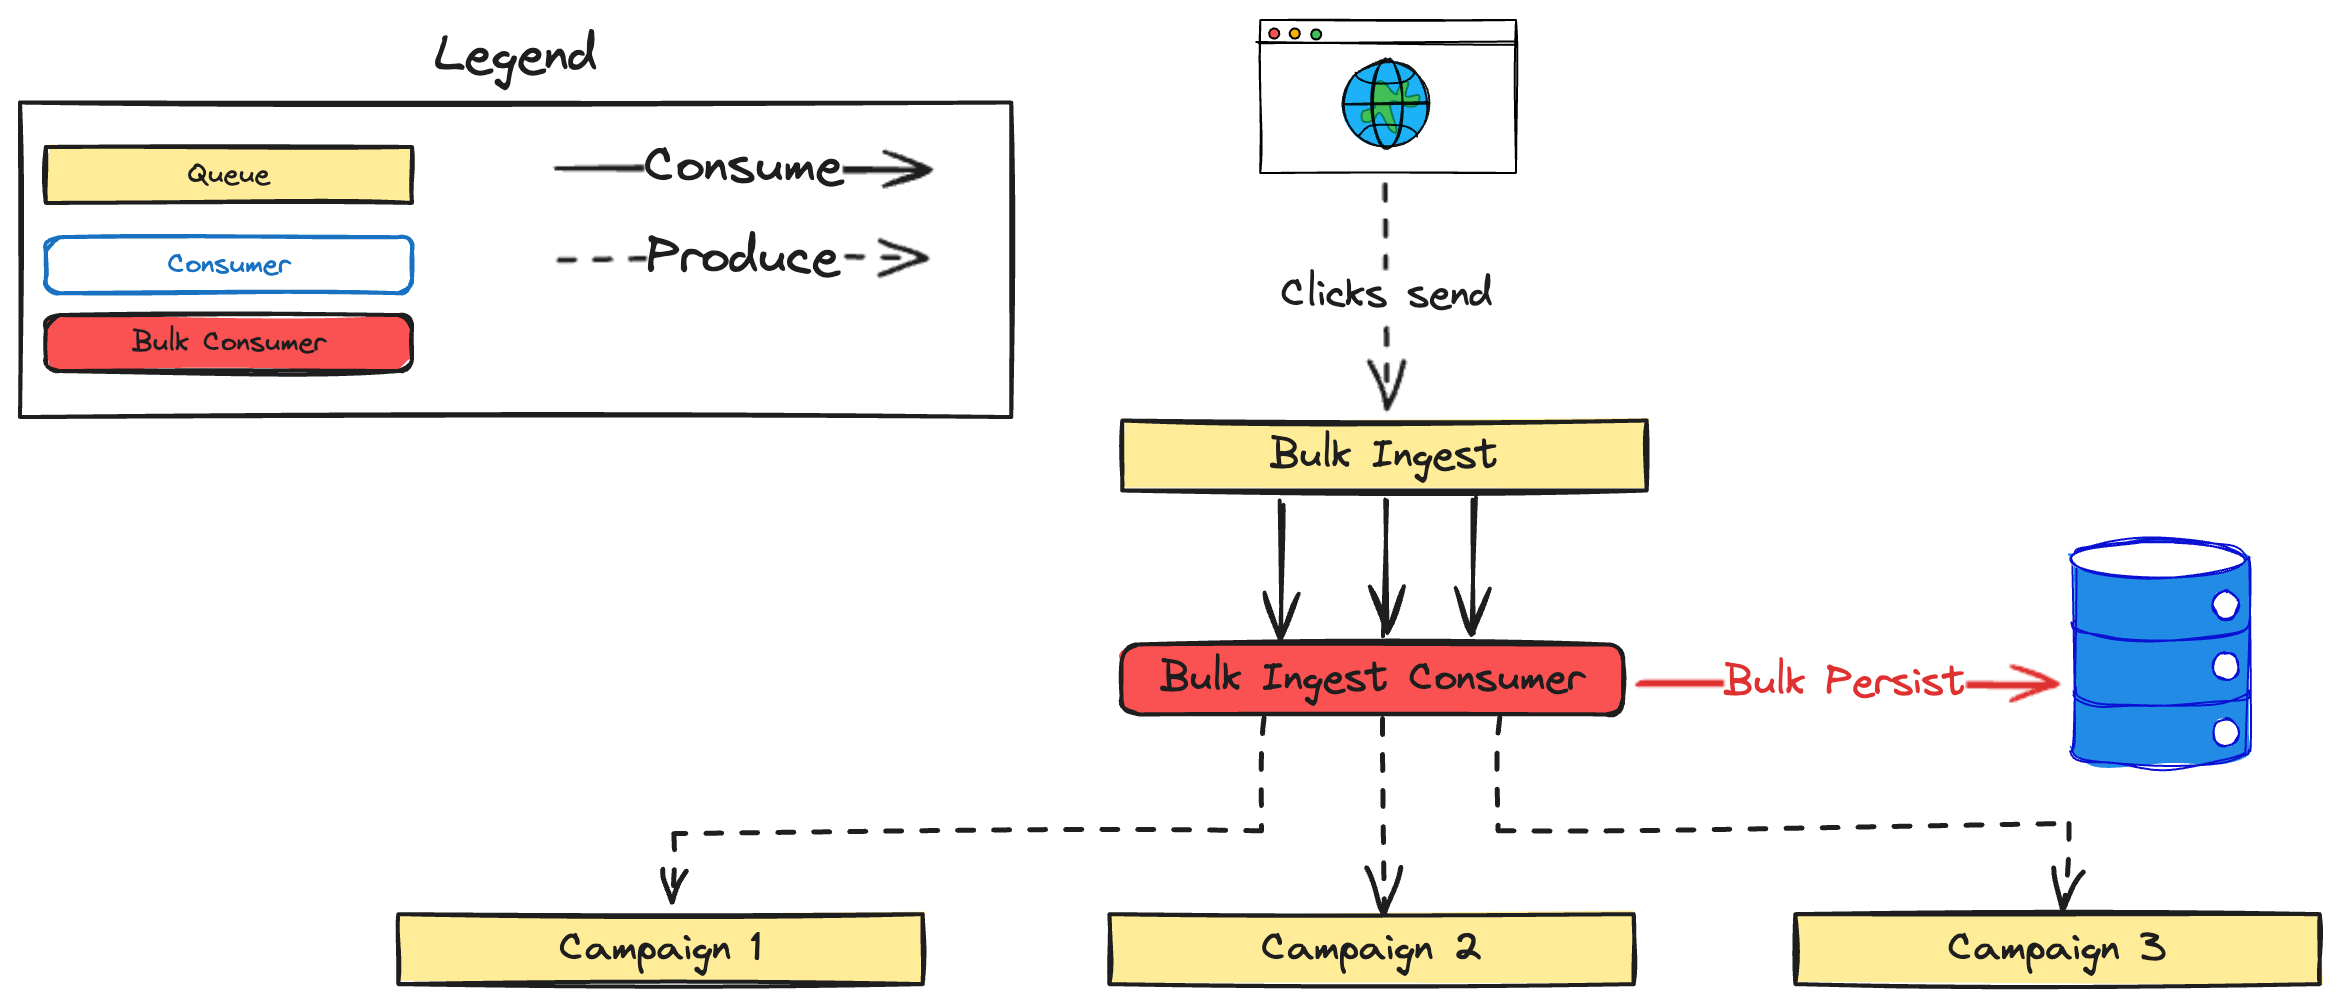 Legend
Queue
Consumer
Bulk Consumer
Consume
Produce
Clicks send
Bulk Ingest
Bulk Ingest Consumer
Bulk Persist
Campaign 1
Campaign 2
Campaign 3